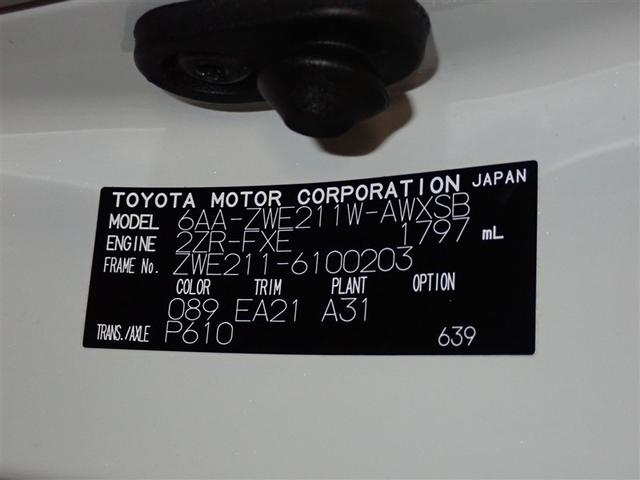 TOYOTA MOTOR CORPORATION JAPAN
MODEL 6AA-ZWE211W-AWXSB
ENGINE 2ZR-FXE 1797 mL
FRAME No. ZWE211-6100203
COLOR TRIM PLANT OPTION
089 EA21 A31
TRANS./AXLE P610 639